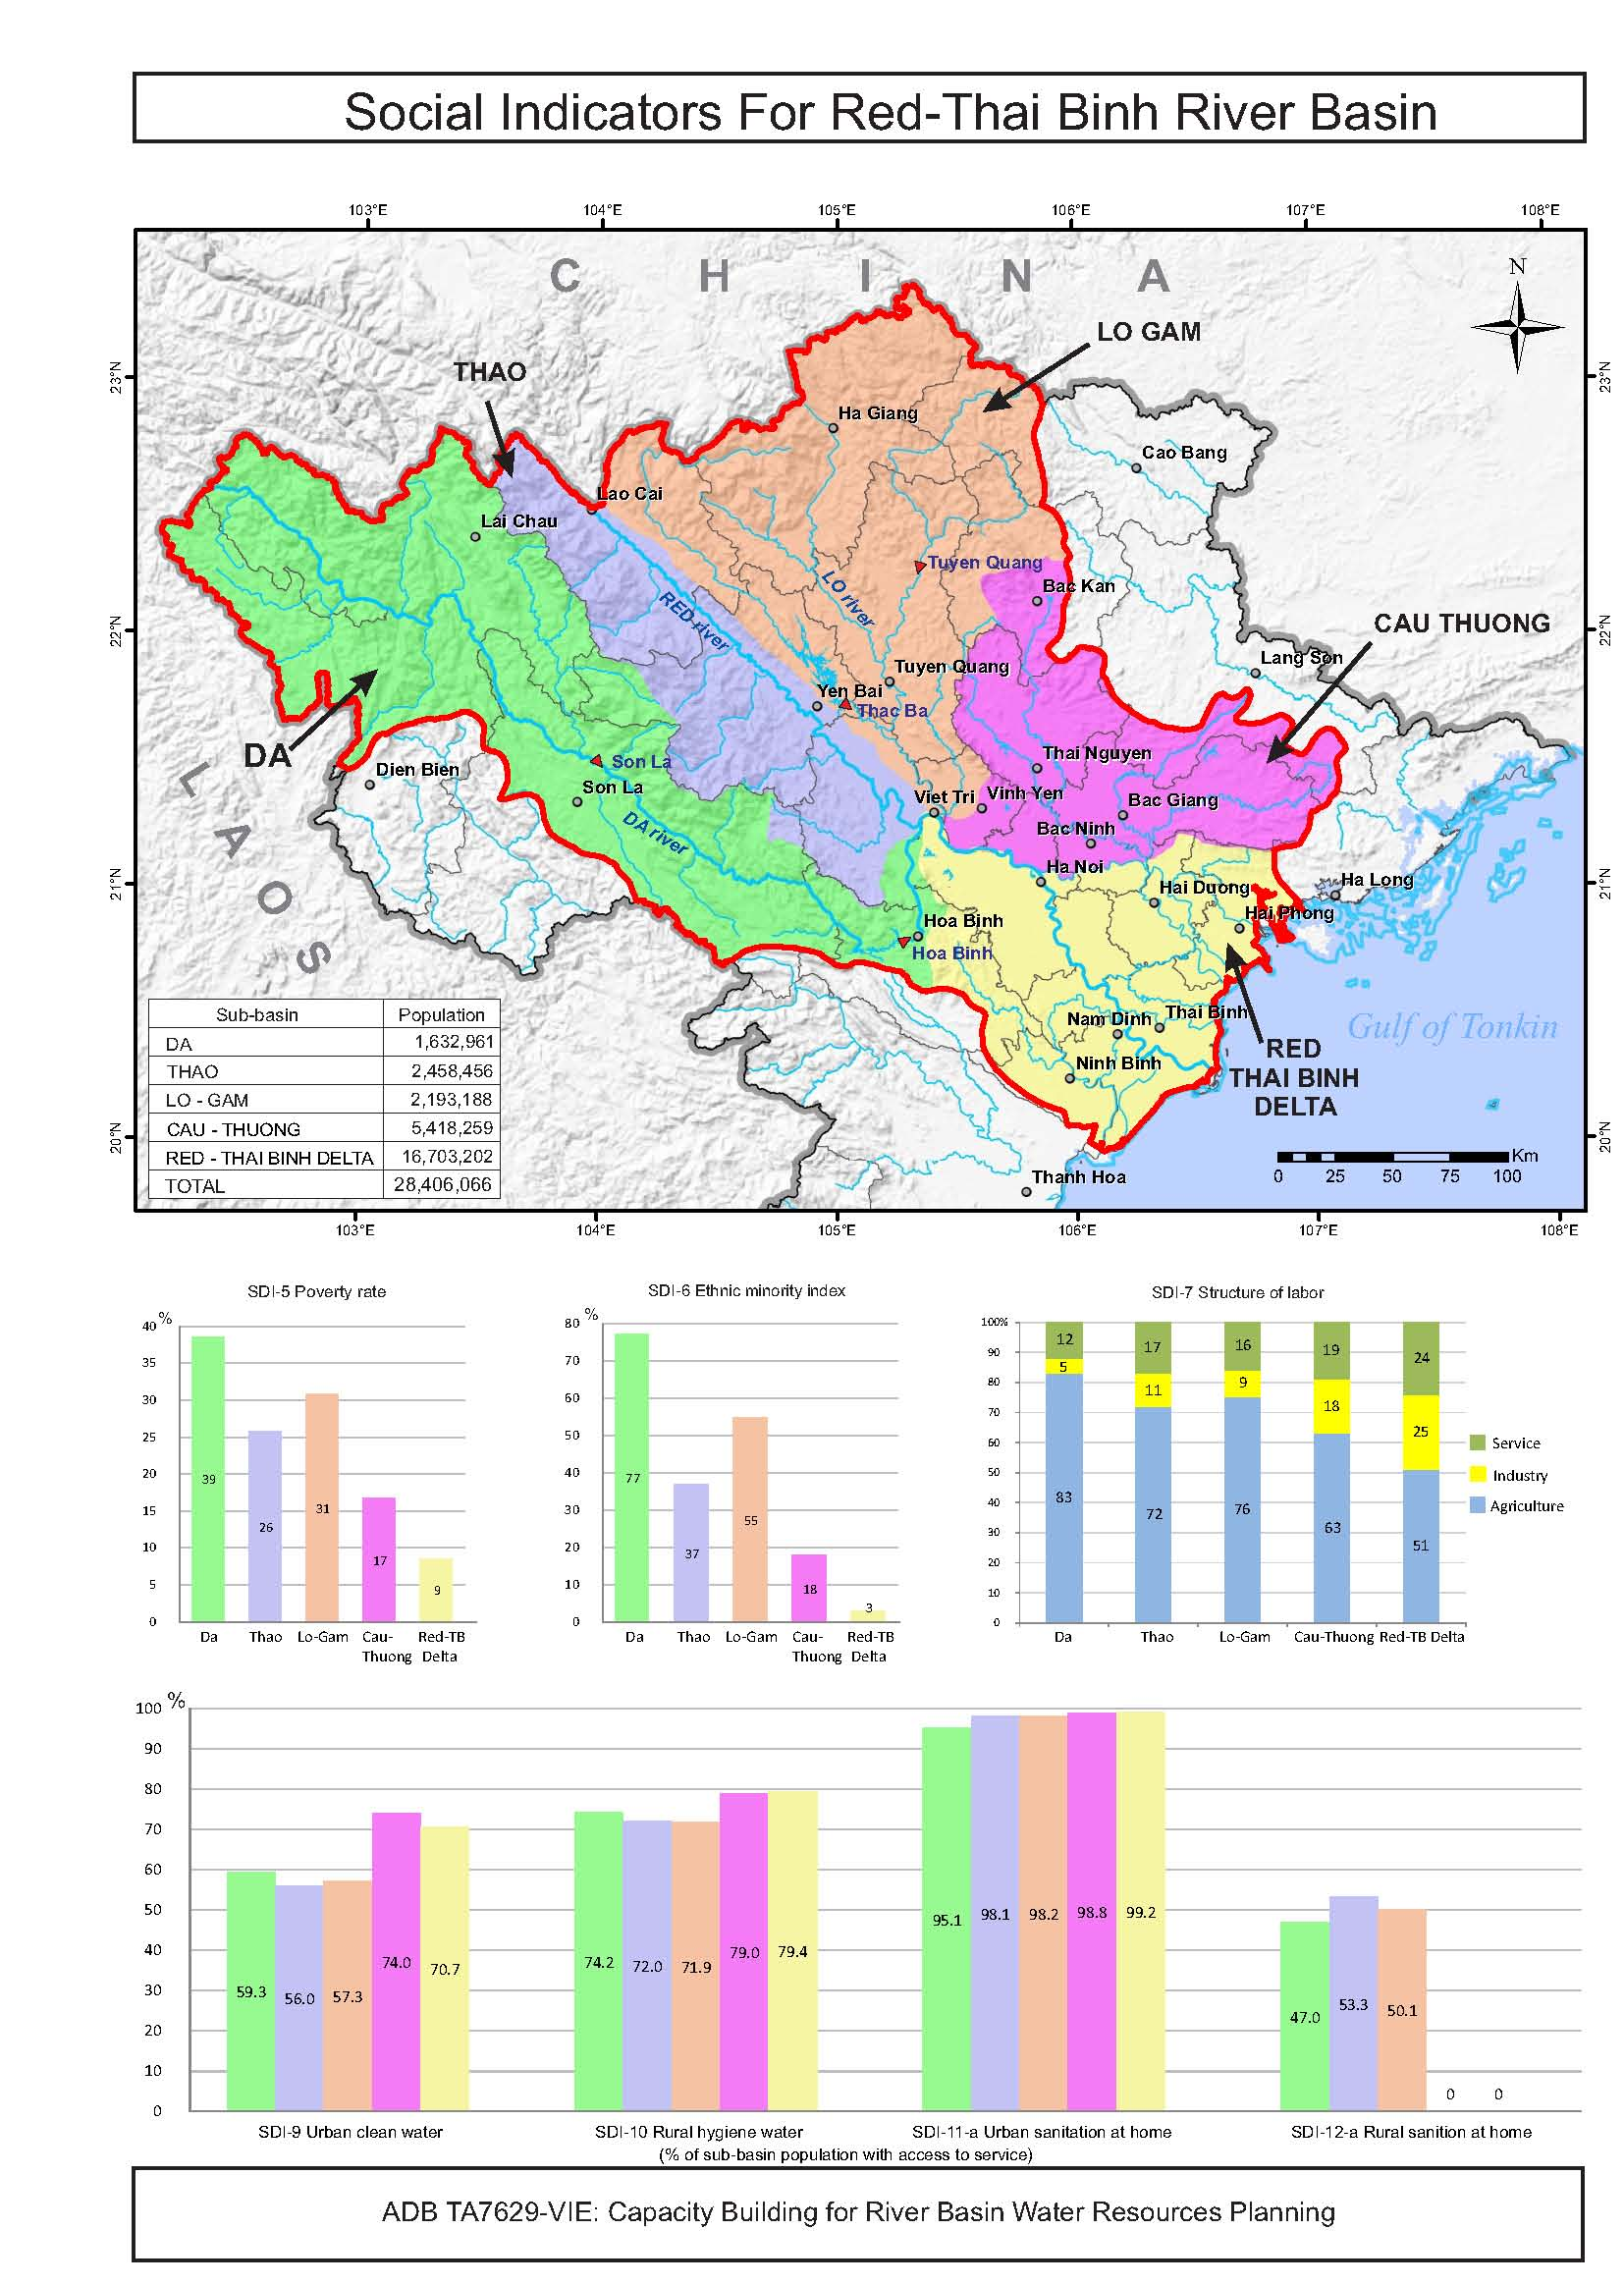 Social Indicators For Red-Thai Binh River Basin
103°E 104°E 105°E 106°E 107°E 108°E
C H I N A
N
LO GAM
THAO
23°N 23°N
Ha Giang
Cao Bang
Lao Cai
Lai Chau
Tuyen Quang
Bac Kan
LO river
RED river
CAU THUONG
22°N 22°N
Lang Son
Tuyen Quang
Yen Bai
Thac Ba
DA
Thai Nguyen
Son La
Dien Bien
Son La
Viet Tri
Vinh Yen
Bac Giang
DA river
Bac Ninh
L A O S
Ha Noi
21°N 21°N
Ha Long
Hai Duong
Hai Phong
Hoa Binh
Hoa Binh
Nam Dinh
Thai Binh
Gulf of Tonkin
Ninh Binh
RED
THAI BINH
DELTA
Sub-basin Population
DA 1,632,961
THAO 2,458,456
LO - GAM 2,193,188
CAU - THUONG 5,418,259
RED - THAI BINH DELTA 16,703,202
TOTAL 28,406,066
20°N 20°N
Km
0 25 50 75 100
Thanh Hoa
103°E 104°E 105°E 106°E 107°E 108°E
SDI-5 Poverty rate
%
40
35
30
25
20
15
10
5
0
39 26 31 17 9
Da Thao Lo-Gam Cau-Thuong Red-TB Delta
SDI-6 Ethnic minority index
%
80
70
60
50
40
30
20
10
0
77 37 55 18 3
Da Thao Lo-Gam Cau-Thuong Red-TB Delta
SDI-7 Structure of labor
100%
90
80
70
60
50
40
30
20
10
0
12 17 16 19 24
5 11 9 18 25
83 72 76 63 51
Da Thao Lo-Gam Cau-Thuong Red-TB Delta
Service
Industry
Agriculture
%
100
90
80
70
60
50
40
30
20
10
0
59.3 56.0 57.3 74.0 70.7
74.2 72.0 71.9 79.0 79.4
95.1 98.1 98.2 98.8 99.2
47.0 53.3 50.1 0 0
SDI-9 Urban clean water SDI-10 Rural hygiene water SDI-11-a Urban sanitation at home SDI-12-a Rural sanition at home
(% of sub-basin population with access to service)
ADB TA7629-VIE: Capacity Building for River Basin Water Resources Planning